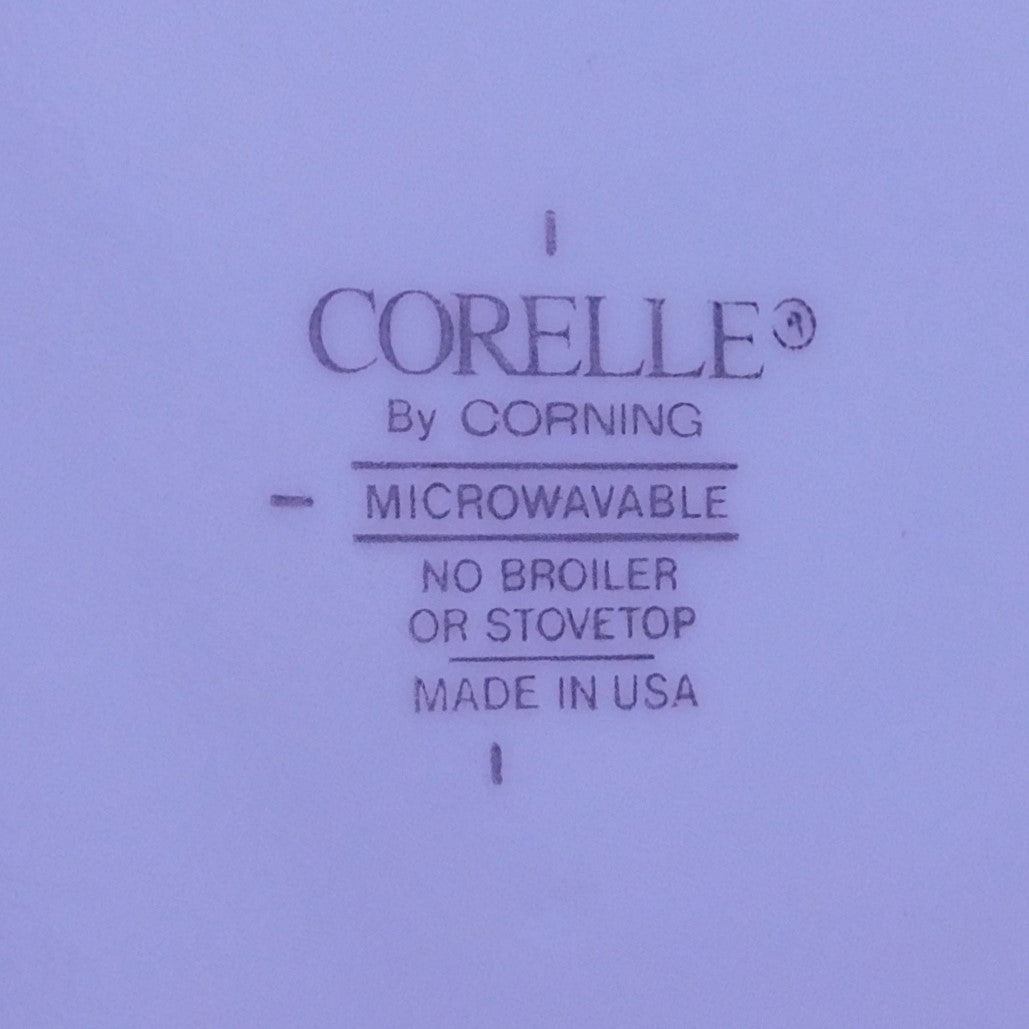 CORELLE®
By CORNING
MICROWAVABLE
NO BROILER
OR STOVETOP
MADE IN USA